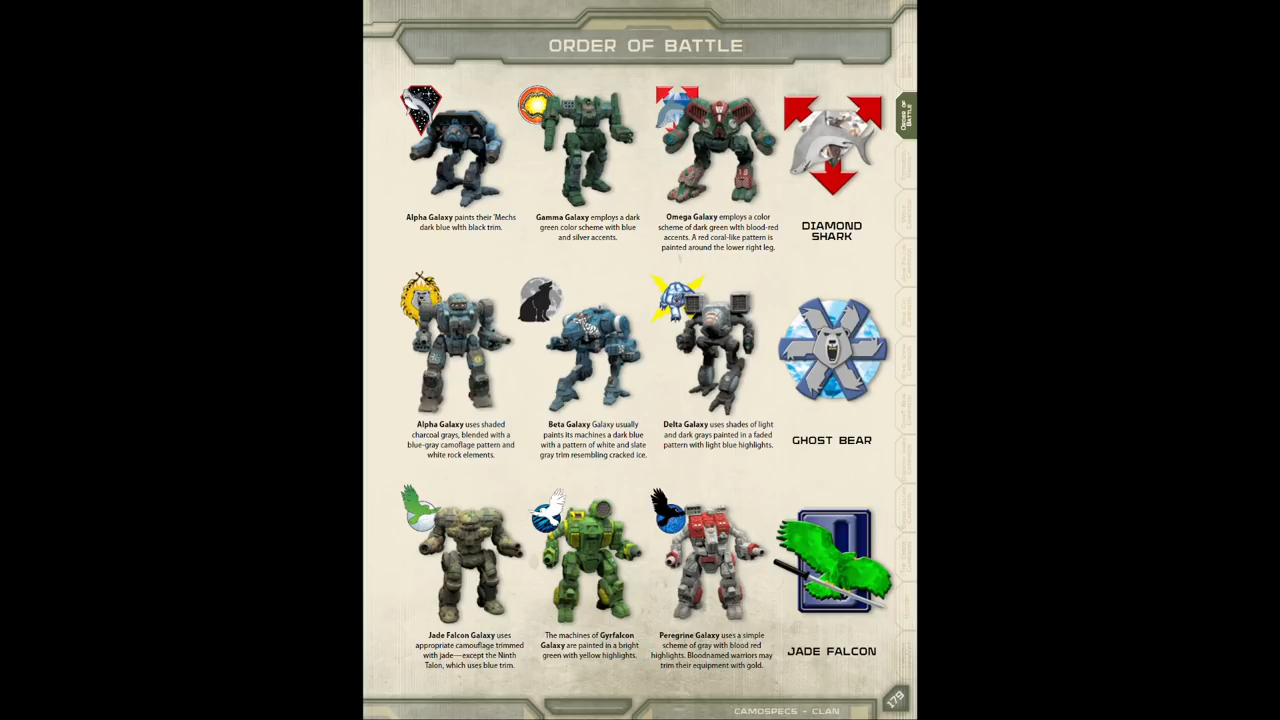 ORDER OF BATTLE
ORDER OF
BATTLE
Alpha Galaxy paints their 'Mechs
dark blue with black trim.
Gamma Galaxy employs a dark
green color scheme with blue
and silver accents.
Omega Galaxy employs a color
scheme of dark green with blood-red
accents. A red coral-like pattern is
painted around the lower right leg.
DIAMOND
SHARK
Alpha Galaxy uses shaded
charcoal grays, blended with a
blue-gray camoflage pattern and
white rock elements.
Beta Galaxy Galaxy usually
paints its machines a dark blue
with a pattern of white and slate
gray trim resembling cracked ice.
Delta Galaxy uses shades of light
and dark grays painted in a faded
pattern with light blue highlights.
GHOST BEAR
Jade Falcon Galaxy uses
appropriate camouflage trimmed
with jade—except the Ninth
Talon, which uses blue trim.
The machines of Gyrfalcon
Galaxy are painted in a bright
green with yellow highlights.
Peregrine Galaxy uses a simple
scheme of gray with blood red
highlights. Bloodnamed warriors may
trim their equipment with gold.
JADE FALCON
CAMOSPECS - CLAN
179